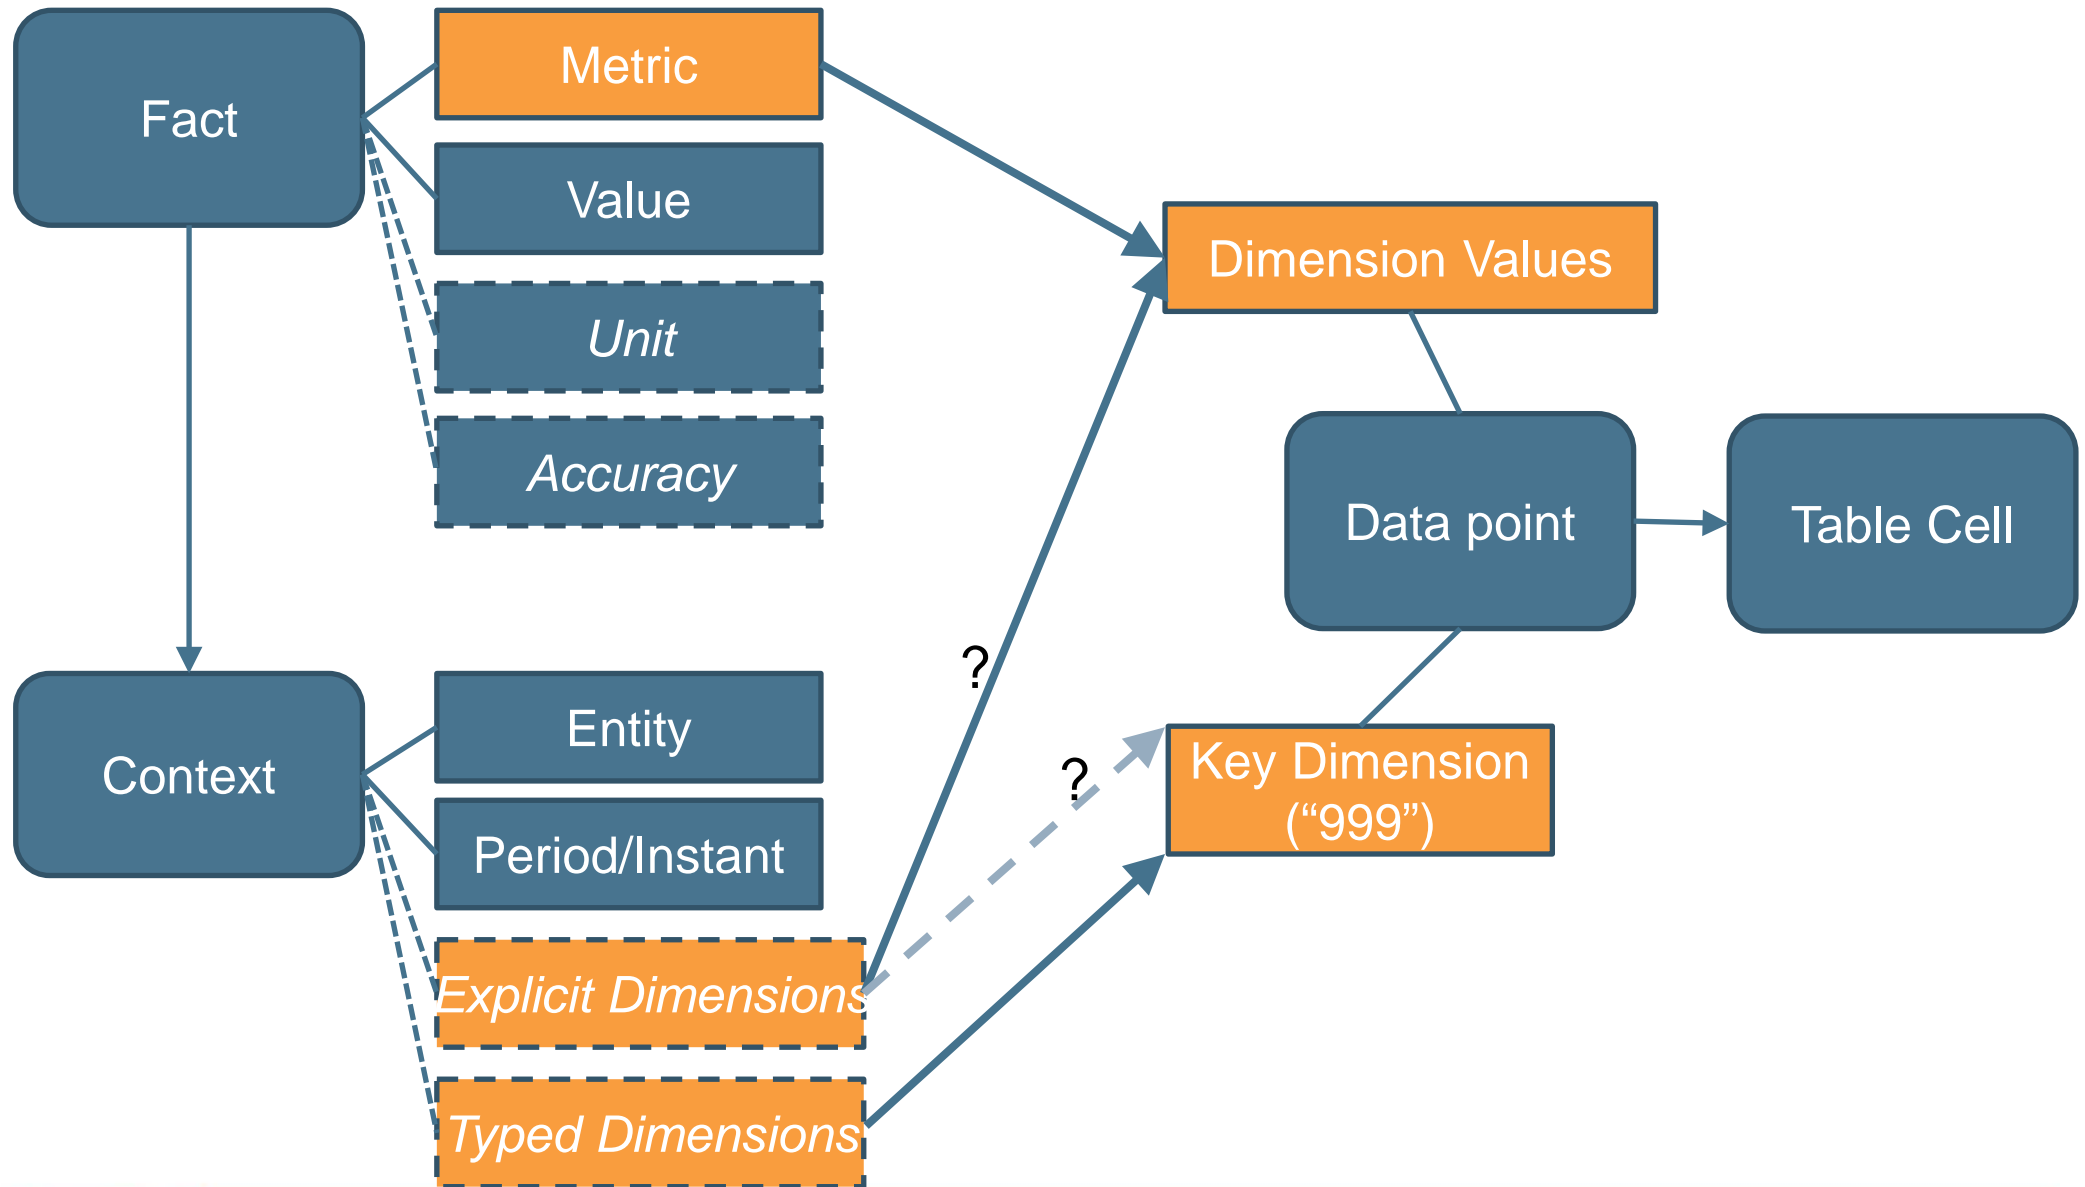 Fact
Metric
Value
Unit
Accuracy
Dimension Values
Data point
Table Cell
?
?
Key Dimension
(“999”)
Context
Entity
Period/Instant
Explicit Dimensions
Typed Dimensions